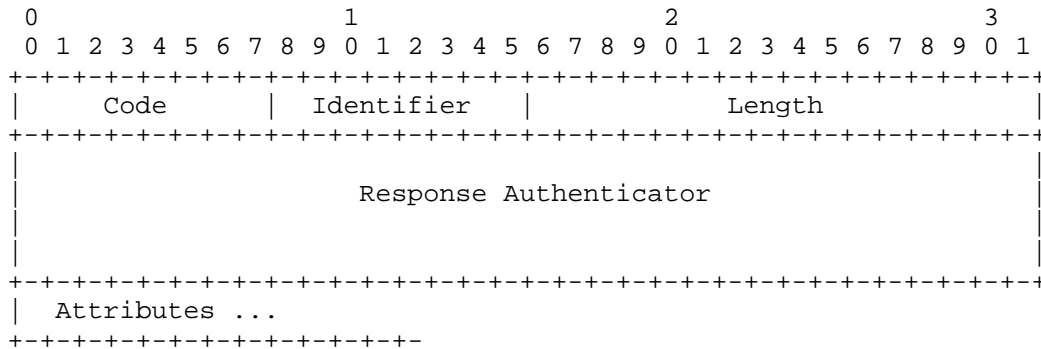 0                   1                   2                   3
 0 1 2 3 4 5 6 7 8 9 0 1 2 3 4 5 6 7 8 9 0 1 2 3 4 5 6 7 8 9 0 1
+-+-+-+-+-+-+-+-+-+-+-+-+-+-+-+-+-+-+-+-+-+-+-+-+-+-+-+-+-+-+-+-+
|     Code      |  Identifier   |            Length             |
+-+-+-+-+-+-+-+-+-+-+-+-+-+-+-+-+-+-+-+-+-+-+-+-+-+-+-+-+-+-+-+-+
|                                                               |
|                     Response Authenticator                    |
|                                                               |
|                                                               |
+-+-+-+-+-+-+-+-+-+-+-+-+-+-+-+-+-+-+-+-+-+-+-+-+-+-+-+-+-+-+-+-+
|  Attributes ...
+-+-+-+-+-+-+-+-+-+-+-+-+-